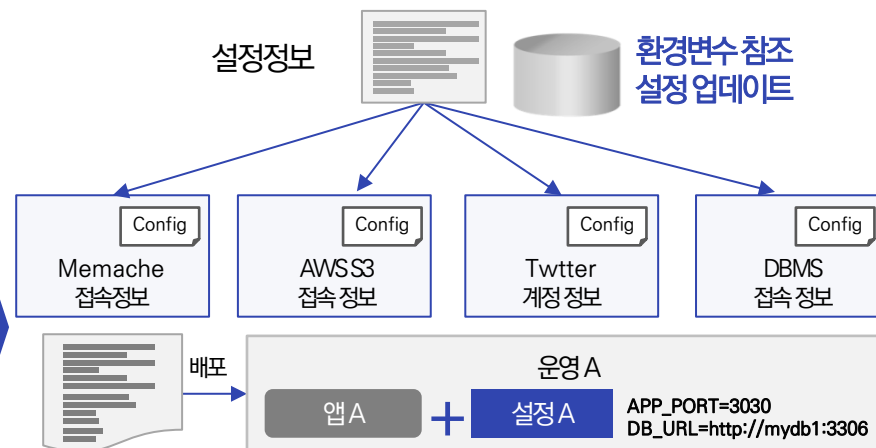 설정정보
환경변수 참조
설정 업데이트
Config
Memache
접속정보
Config
AWS S3
접속 정보
Config
Twtter
계정 정보
Config
DBMS
접속 정보
배포
운영 A
앱 A
+
설정 A
APP_PORT=3030
DB_URL=http://mydb1:3306